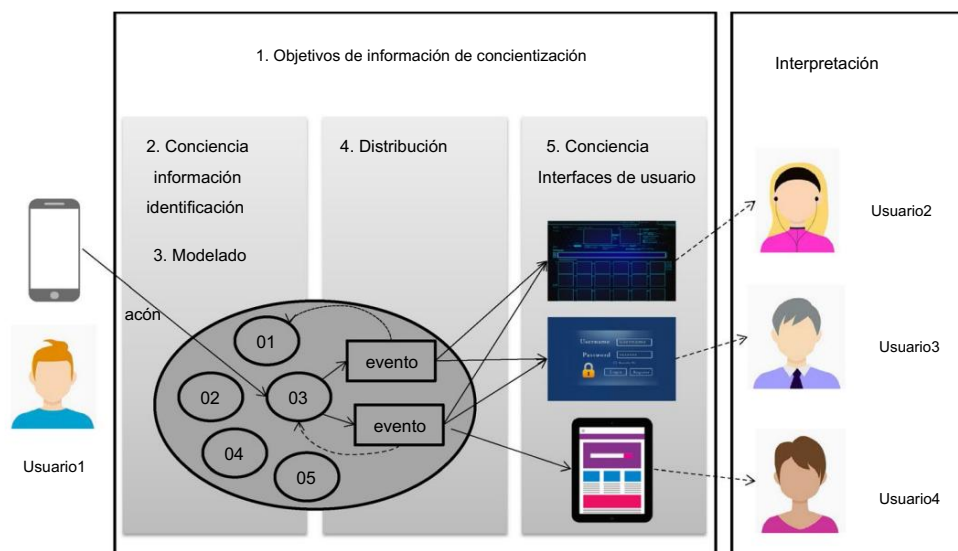 1. Objetivos de información de concientización
Interpretación
2. Conciencia
información
identificación
3. Modelado
4. Distribución
5. Conciencia
Interfaces de usuario
acón
01
02
03
04
05
evento
evento
Username
Password
Usuario1
Usuario2
Usuario3
Usuario4